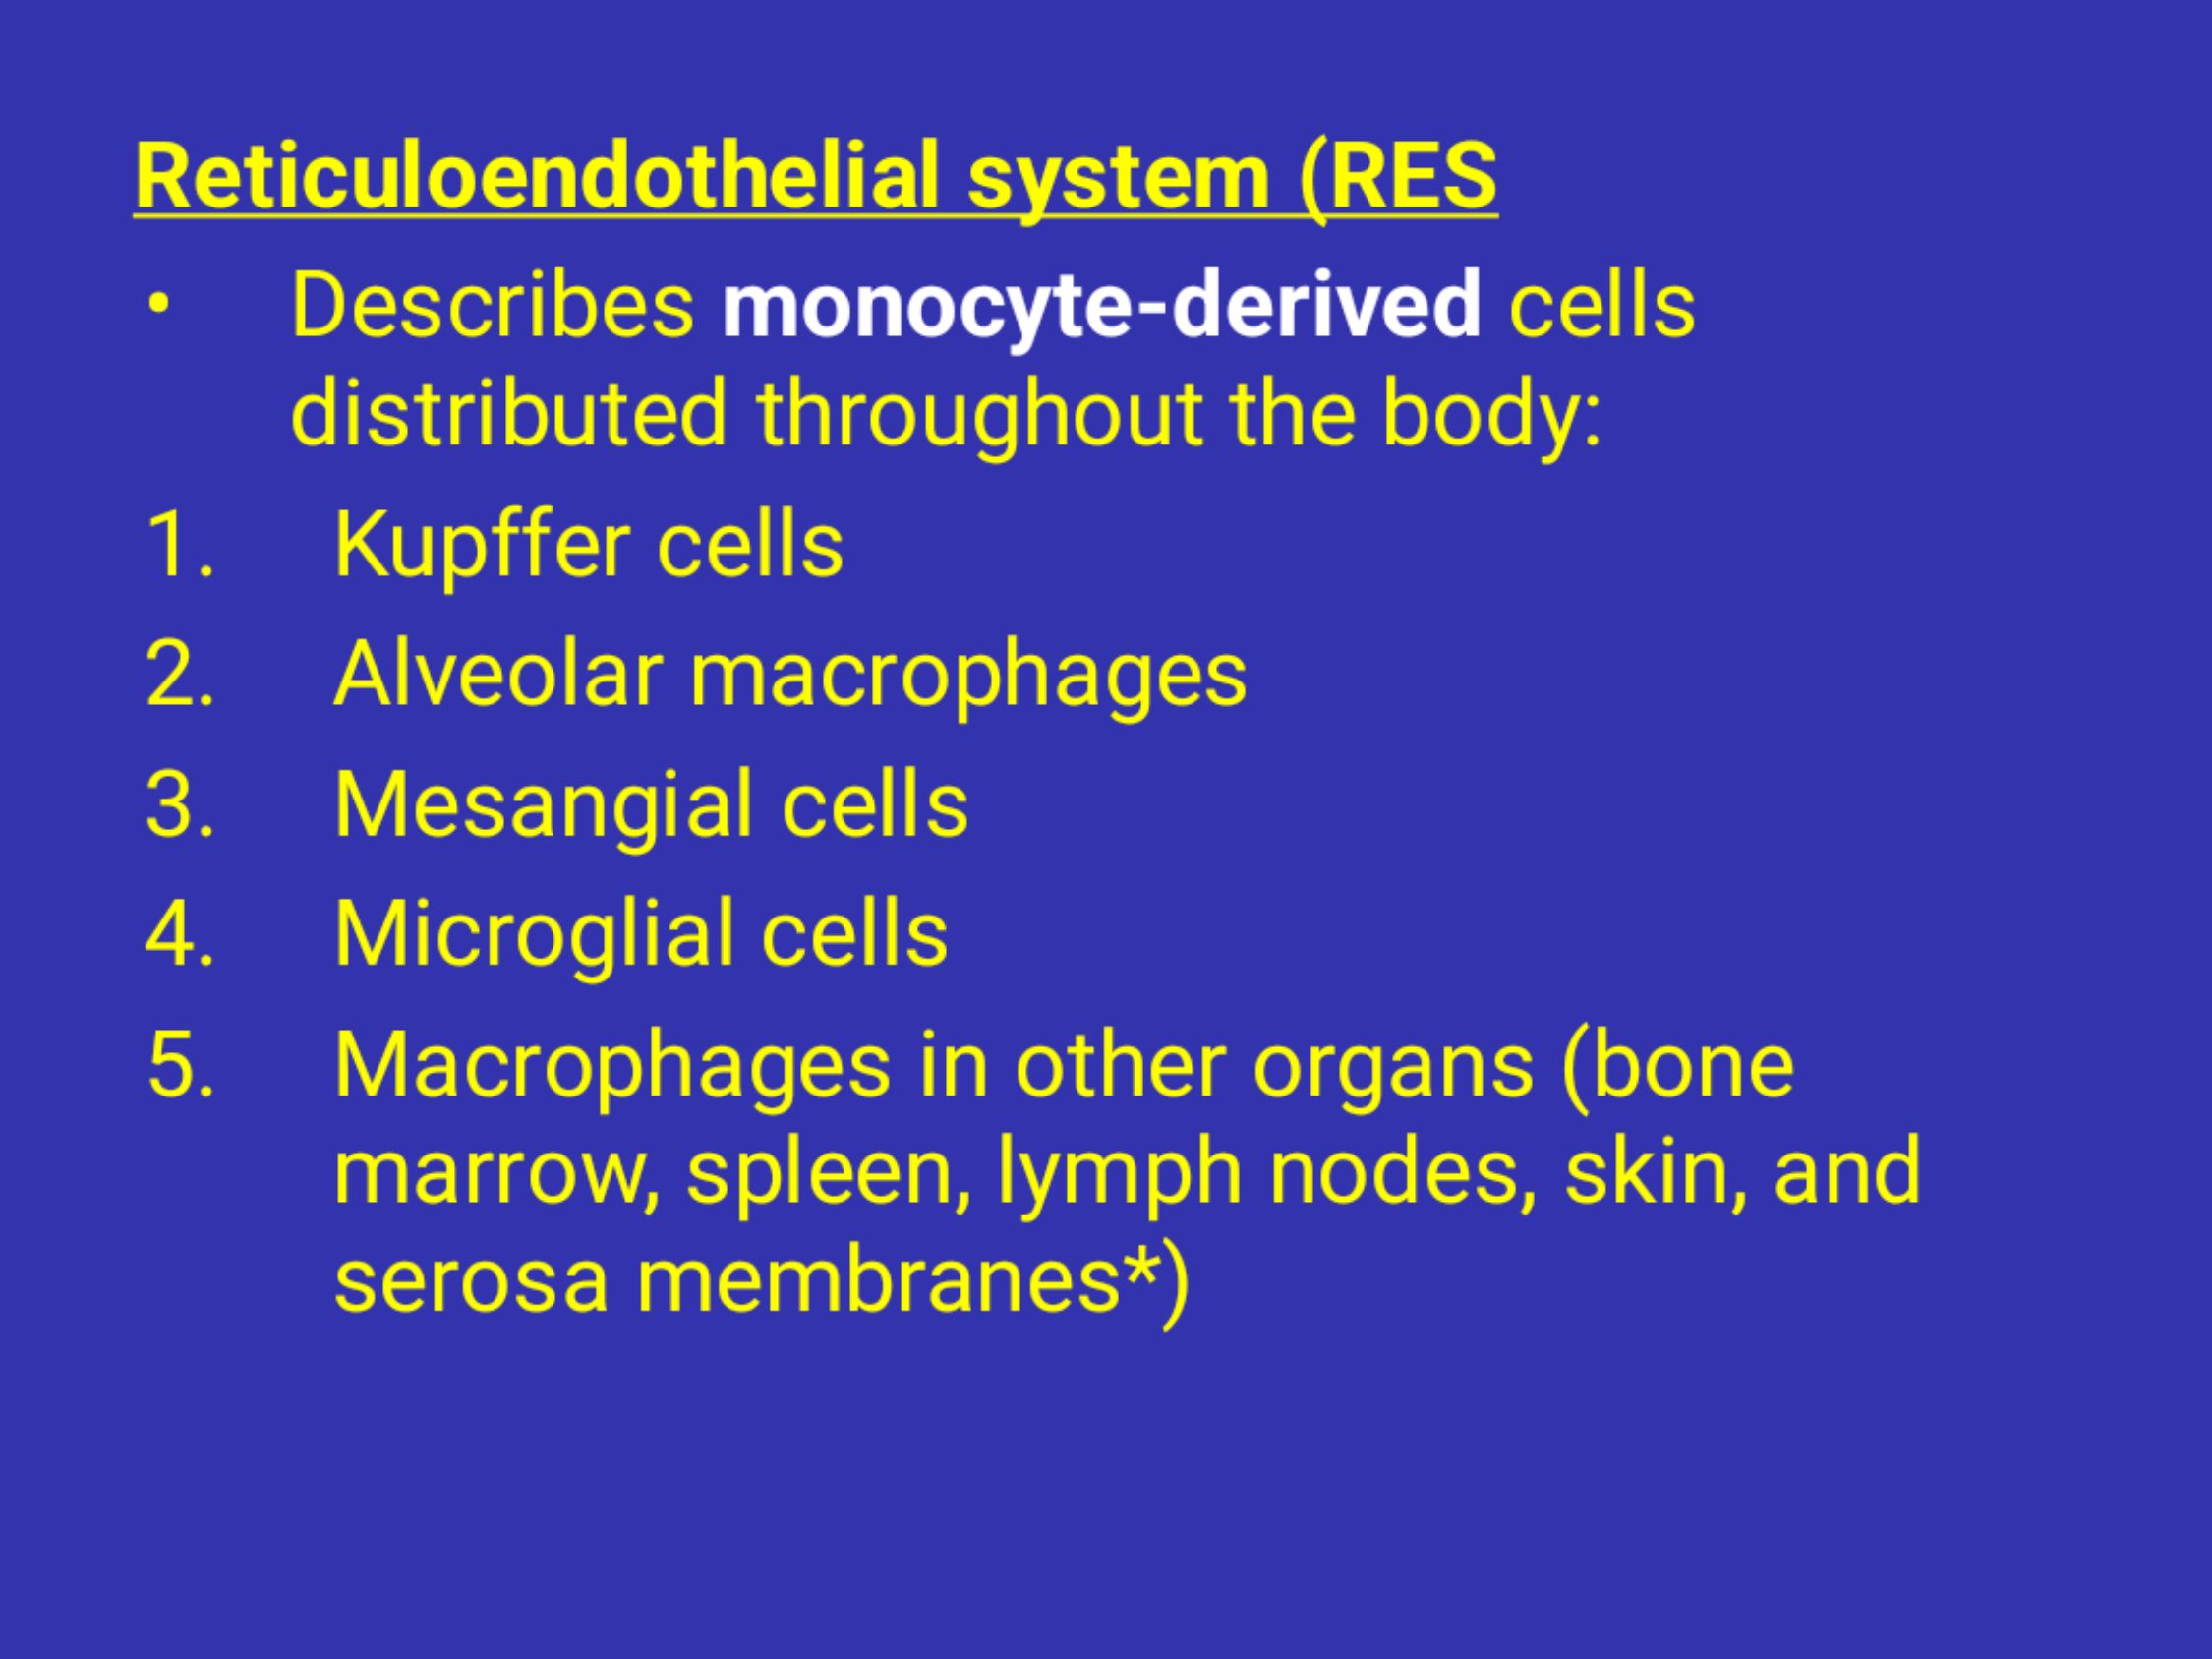 Reticuloendothelial system (RES
• Describes monocyte-derived cells
distributed throughout the body:
1. Kupffer cells
2. Alveolar macrophages
3. Mesangial cells
4. Microglial cells
5. Macrophages in other organs (bone
marrow, spleen, lymph nodes, skin, and
serosa membranes*)